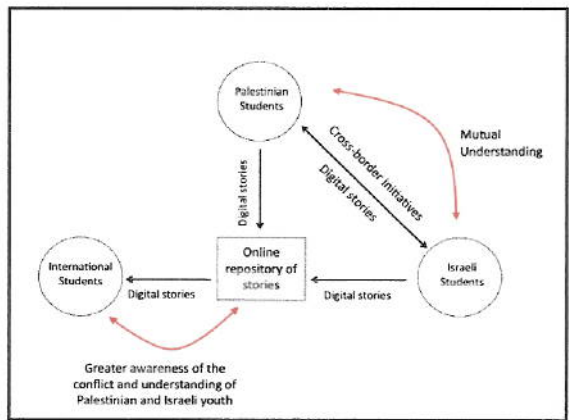 Palestinian
Students
Mutual
Understanding
Cross-border initiatives
Digital stories
Digital stories
International
Students
Digital stories
Online
repository of
stories
Digital stories
Israeli
Students
Greater awareness of the
conflict and understanding of
Palestinian and Israeli youth